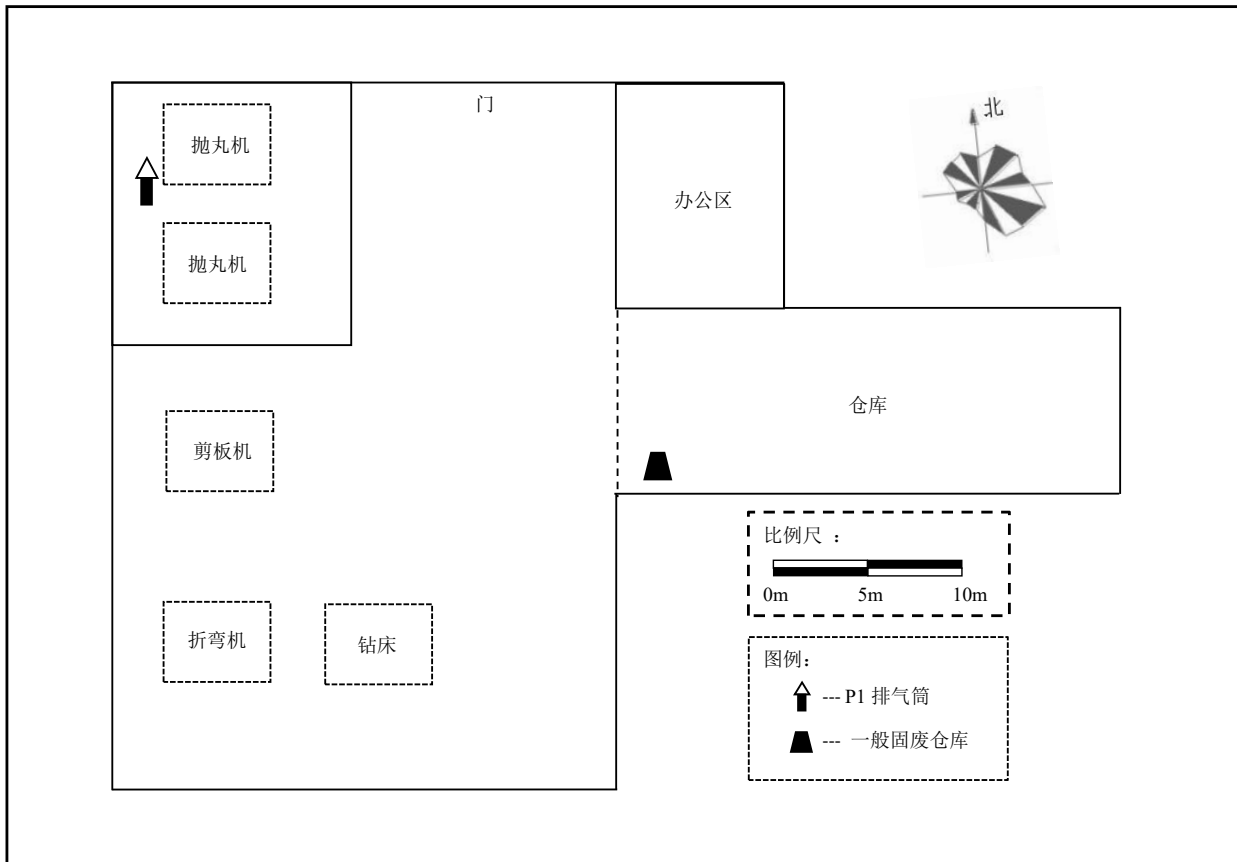 门
北
抛丸机
办公区
抛丸机
仓库
剪板机
比例尺 ：
0m 5m 10m
折弯机
钻床
图例：
--- P1 排气筒
--- 一般固废仓库